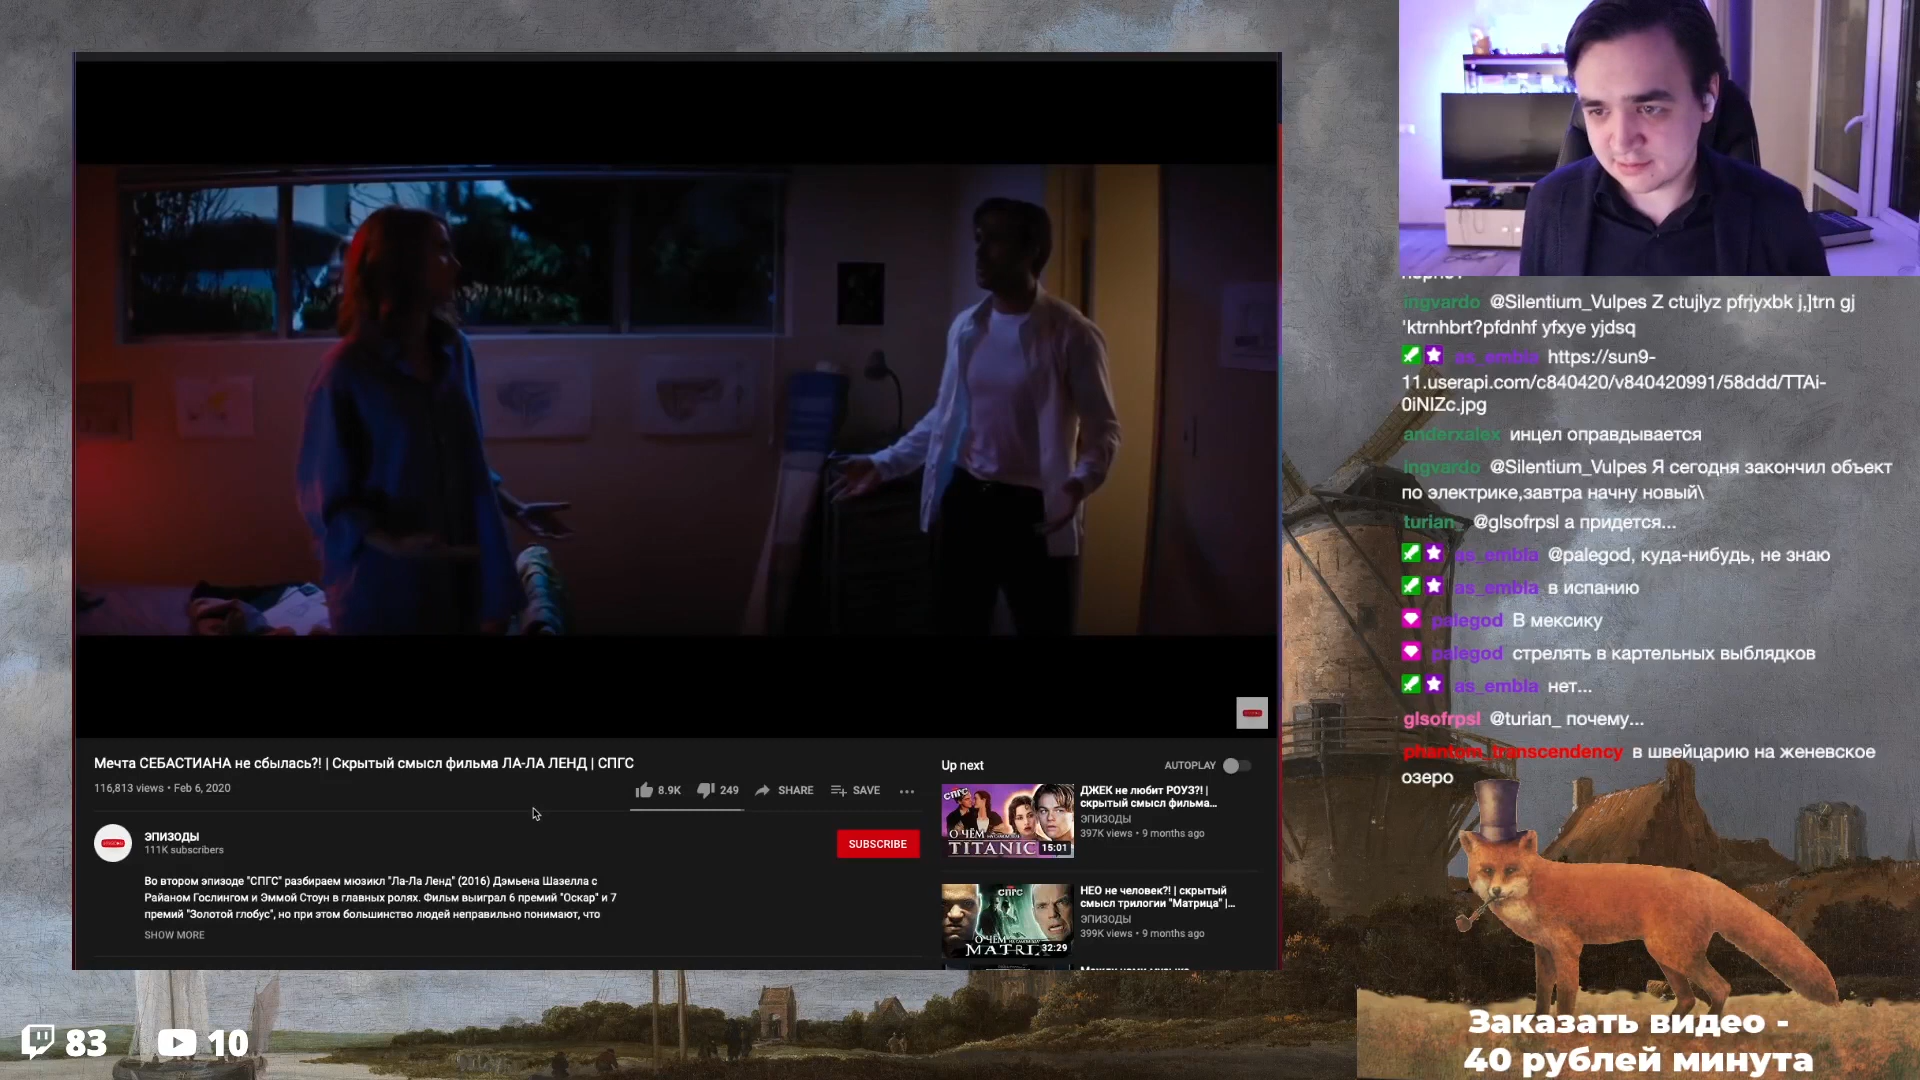 Мечта СЕБАСТИАНА не сбылась?! | Скрытый смысл фильма ЛА-ЛА ЛЕНД | СПГС
116,813 views • Feb 6, 2020
8.9K
249
SHARE
SAVE
ЭПИЗОДЫ
111K subscribers
SUBSCRIBE
Во втором эпизоде "СПГС" разбираем мюзикл "Ла-Ла Ленд" (2016) Дэмьена Шазелла с
Райаном Гослингом и Эммой Стоун в главных ролях. Фильм выиграл 6 премий "Оскар" и 7
премий "Золотой глобус", но при этом большинство людей неправильно понимают, что
SHOW MORE
Up next
AUTOPLAY
СПГС
О ЧЁМ
TITANIC
15:01
ДЖЕК не любит РОУЗ?! |
скрытый смысл фильма...
ЭПИЗОДЫ
397K views • 9 months ago
СПГС
О ЧЁМ
MATRIX
32:29
НЕО не человек?! | скрытый
смысл трилогии "Матрица" |...
ЭПИЗОДЫ
399K views • 9 months ago
ingvardo @Silentium_Vulpes Z ctujlyz pfrjyxbk j,]trn gj
'ktrnhbrt?pfdnhf yfxye yjdsq
as_embla https://sun9-
11.userapi.com/c840420/v840420991/58ddd/TTAi-
0iNIZc.jpg
anderxalex инцел оправдывается
ingvardo @Silentium_Vulpes Я сегодня закончил объект
по электрике,завтра начну новый\
turian_ @glsofrpsl а придется...
as_embla @palegod, куда-нибудь, не знаю
as_embla в испанию
palegod В мексику
palegod стрелять в картельных выблядков
as_embla нет...
glsofrpsl @turian_ почему...
phantom_transcendency в швейцарию на женевское
озеро
Заказать видео -
40 рублей минута
83
10